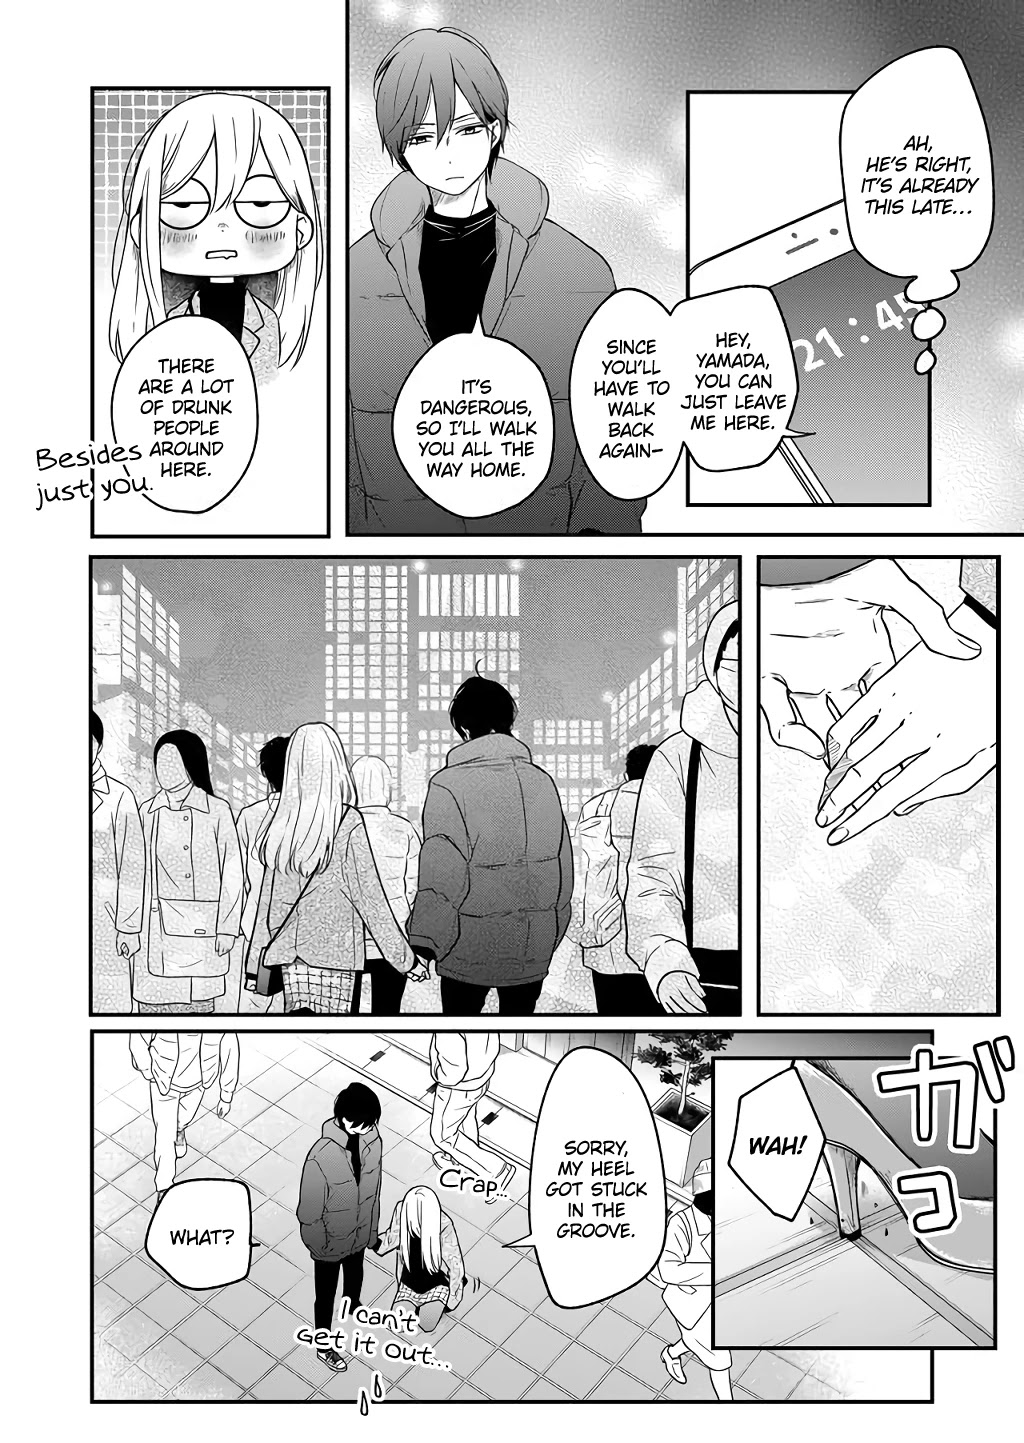 AH,
HE'S RIGHT,
IT'S ALREADY
THIS LATE...
21:45
HEY,
YAMADA,
YOU CAN
JUST LEAVE
ME HERE.
SINCE
YOU'LL
HAVE TO
WALK
BACK
AGAIN-
IT'S
DANGEROUS,
SO I'LL WALK
YOU ALL THE
WAY HOME.
THERE
ARE A LOT
OF DRUNK
PEOPLE
AROUND
HERE.
Besides
just you.
ガコ
WAH!
SORRY,
MY HEEL
GOT STUCK
IN THE
GROOVE.
Crap...
WHAT?
I can't
get it out...